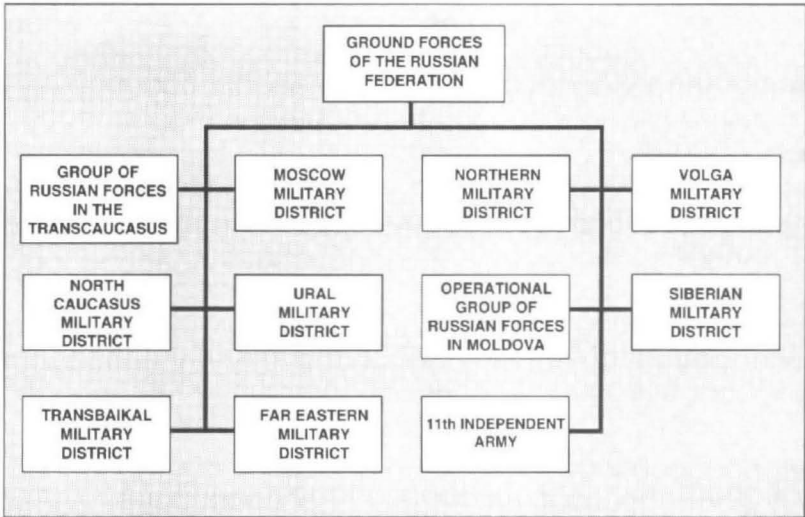 GROUND FORCES
OF THE RUSSIAN
FEDERATION
GROUP OF
RUSSIAN FORCES
IN THE
TRANSCAUCASUS
MOSCOW
MILITARY
DISTRICT
NORTHERN
MILITARY
DISTRICT
VOLGA
MILITARY
DISTRICT
NORTH
CAUCASUS
MILITARY
DISTRICT
URAL
MILITARY
DISTRICT
OPERATIONAL
GROUP OF
RUSSIAN FORCES
IN MOLDOVA
SIBERIAN
MILITARY
DISTRICT
TRANSBAIKAL
MILITARY
DISTRICT
FAR EASTERN
MILITARY
DISTRICT
11th INDEPENDENT
ARMY